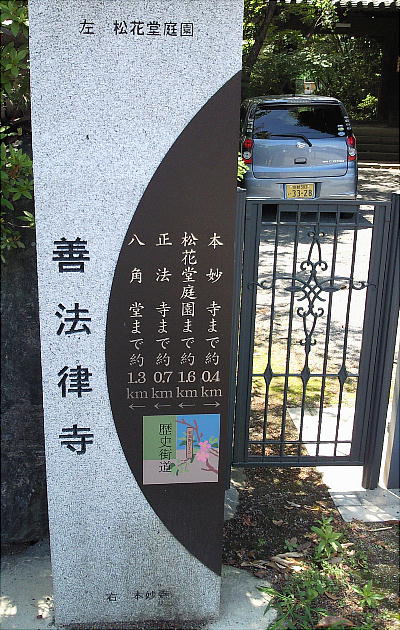 左 松花堂庭園
善法律寺
本妙寺まで約0.4km→
松花堂庭園まで約1.6km←
正法寺まで約0.7km←
八角堂まで約1.3km←
歴史街道
右 本妙寺
33-28